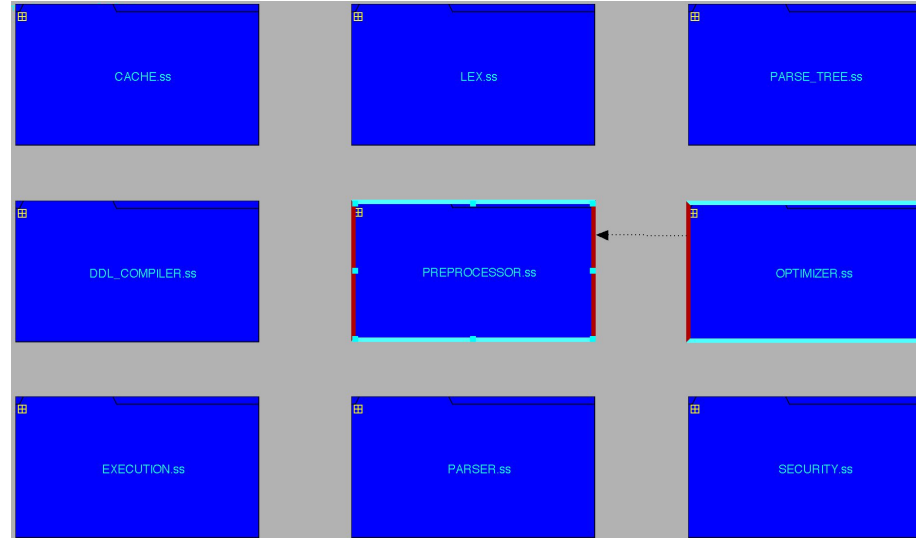 CACHE.ss
LEX.ss
PARSE_TREE.ss
DDL_COMPILER.ss
PREPROCESSOR.ss
OPTIMIZER.ss
EXECUTION.ss
PARSER.ss
SECURITY.ss